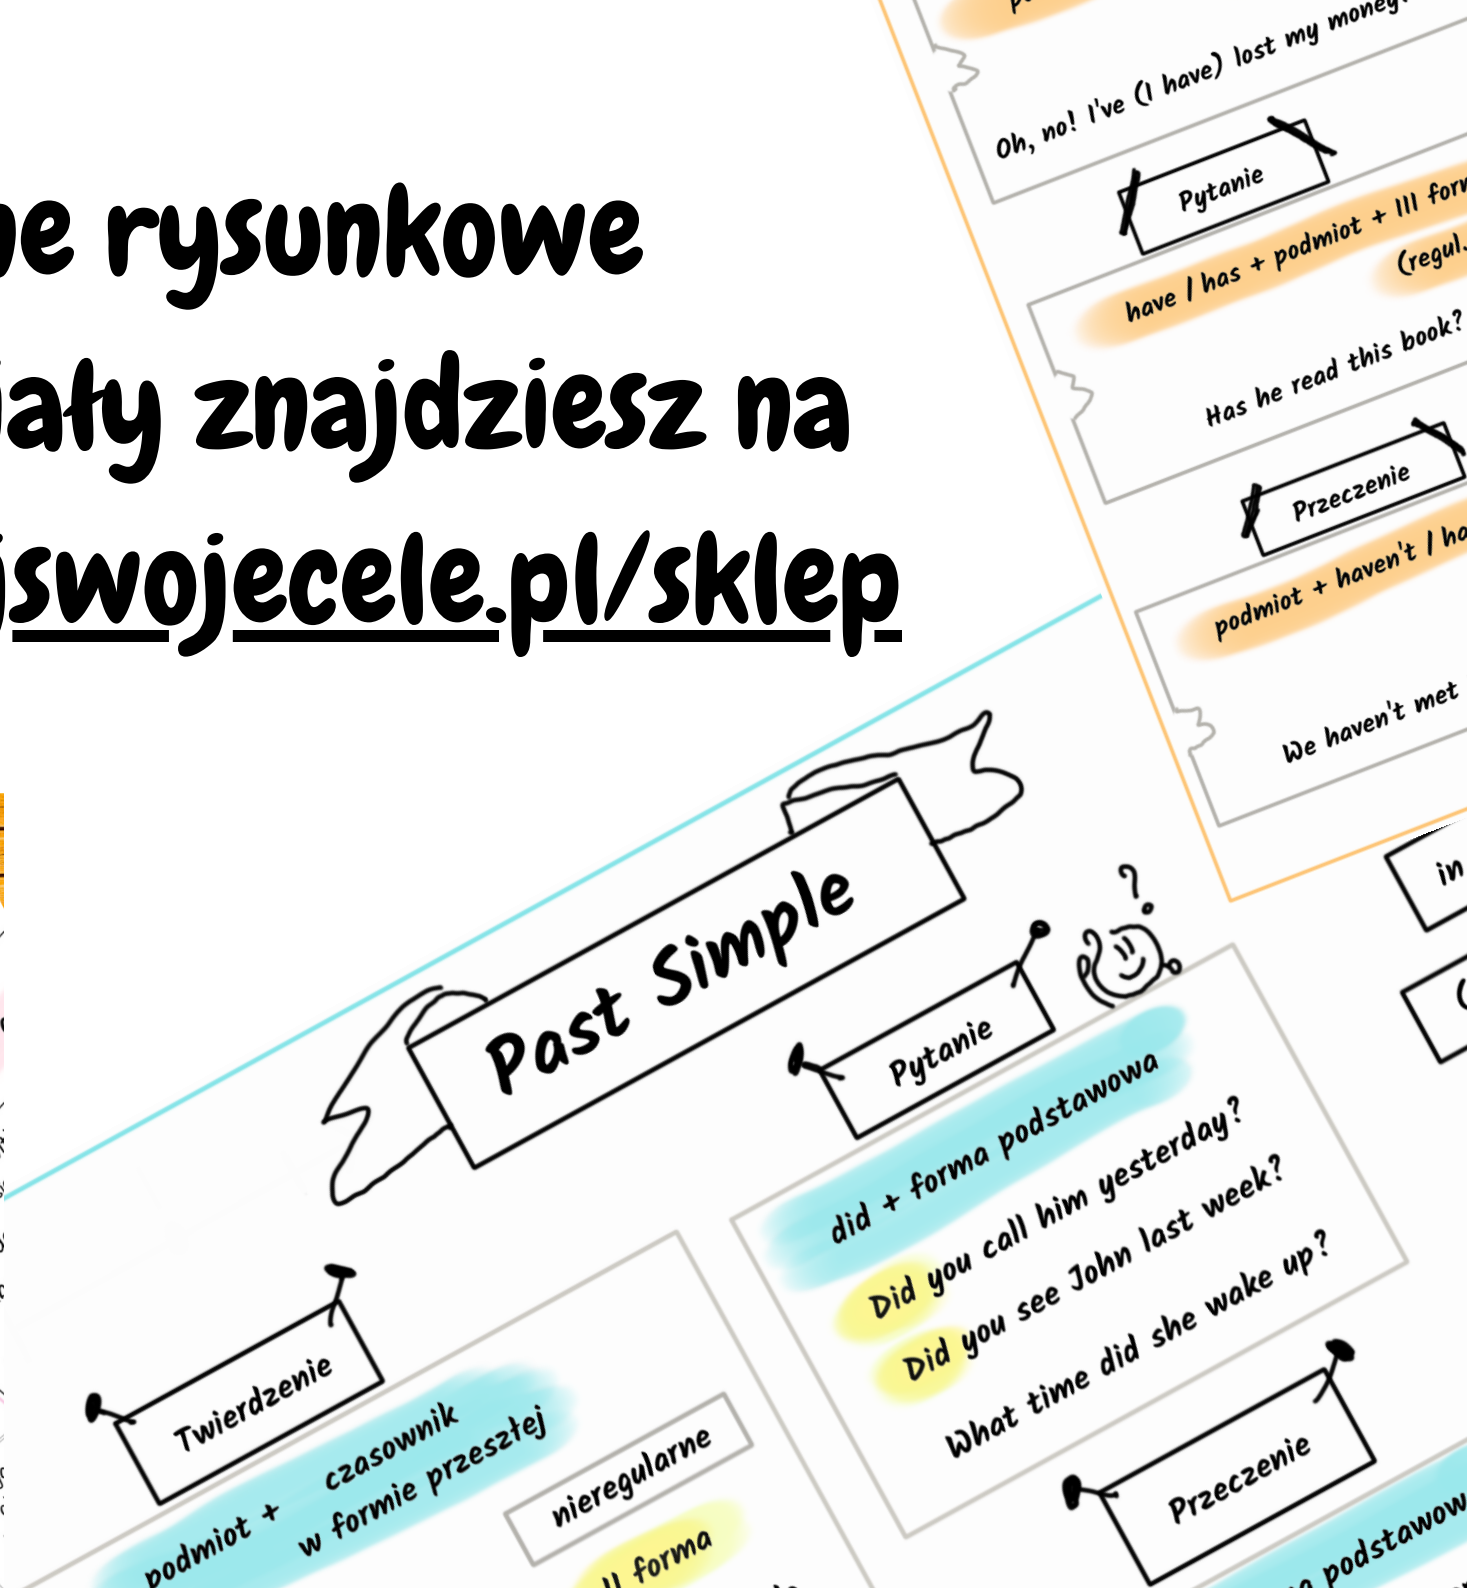 rysunkowe
znajdziesz na
swojecele.pl/sklep
Oh, no! I've (I have) lost my money
Pytanie
have / has + podmiot + III
(regul.
Has he read this book?
Przeczenie
podmiot + haven't /
We haven't met
in
Past Simple
Pytanie
did + forma podstawowa
Did you call him yesterday?
Did you see John last week?
What time did she wake up?
Twierdzenie
podmiot + czasownik
w formie przeszłej
nieregularne
II forma
Przeczenie